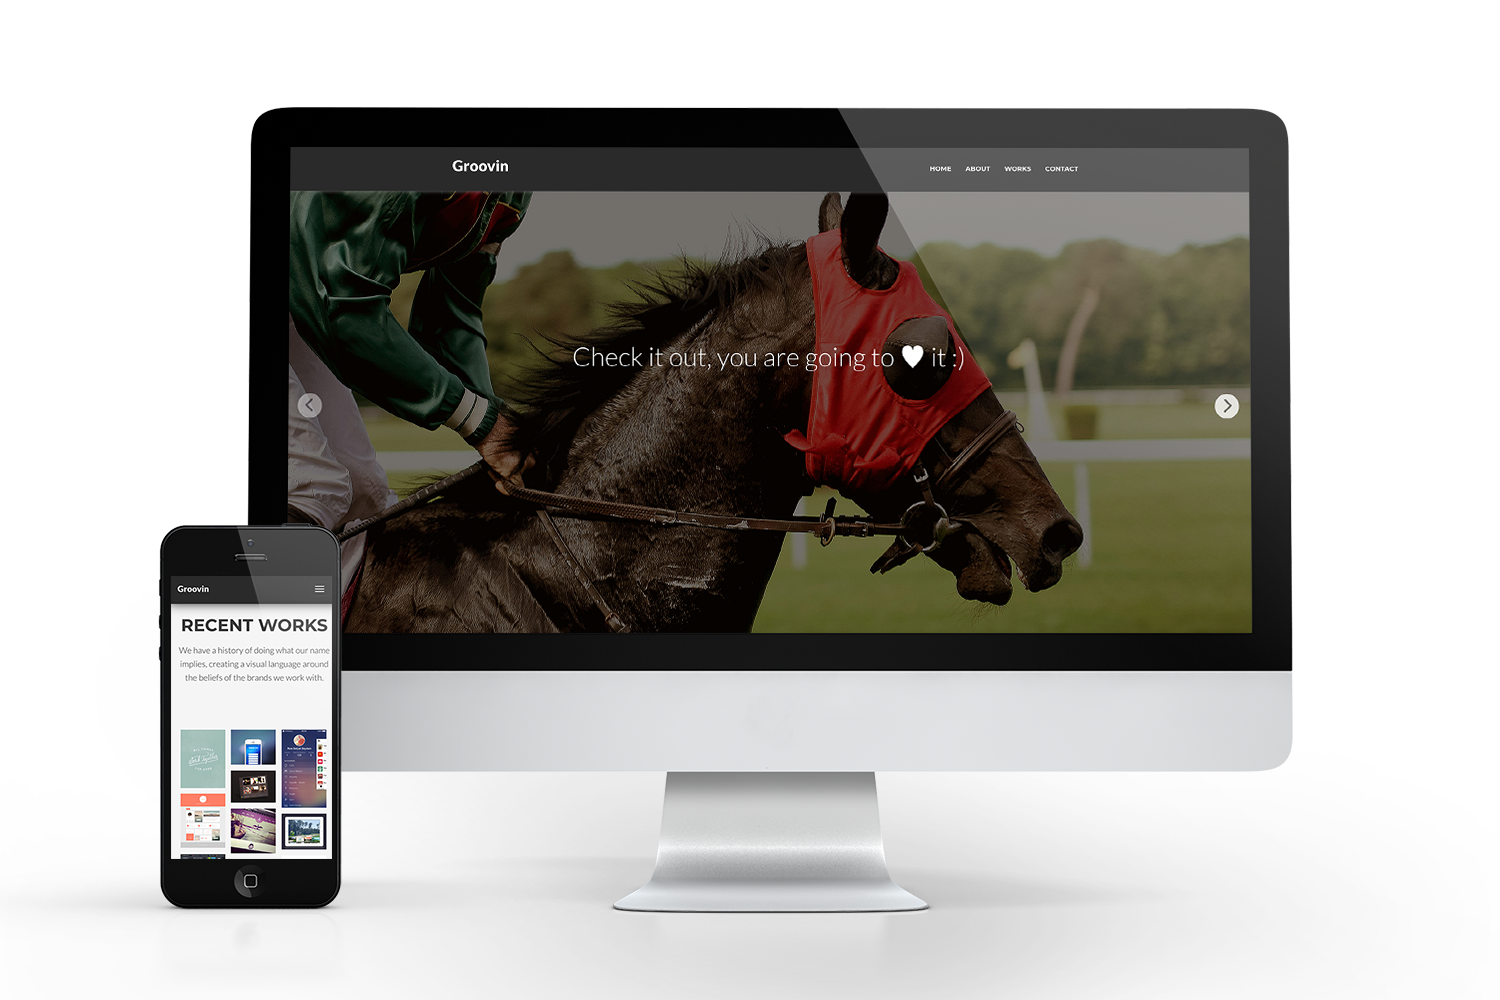 Groovin
HOME ABOUT WORKS CONTACT
Check it out, you are going to ♥ it :)
Groovin
RECENT WORKS
We have a history of doing what our name
implies, creating a visual language around
the beliefs of the brands we work with.